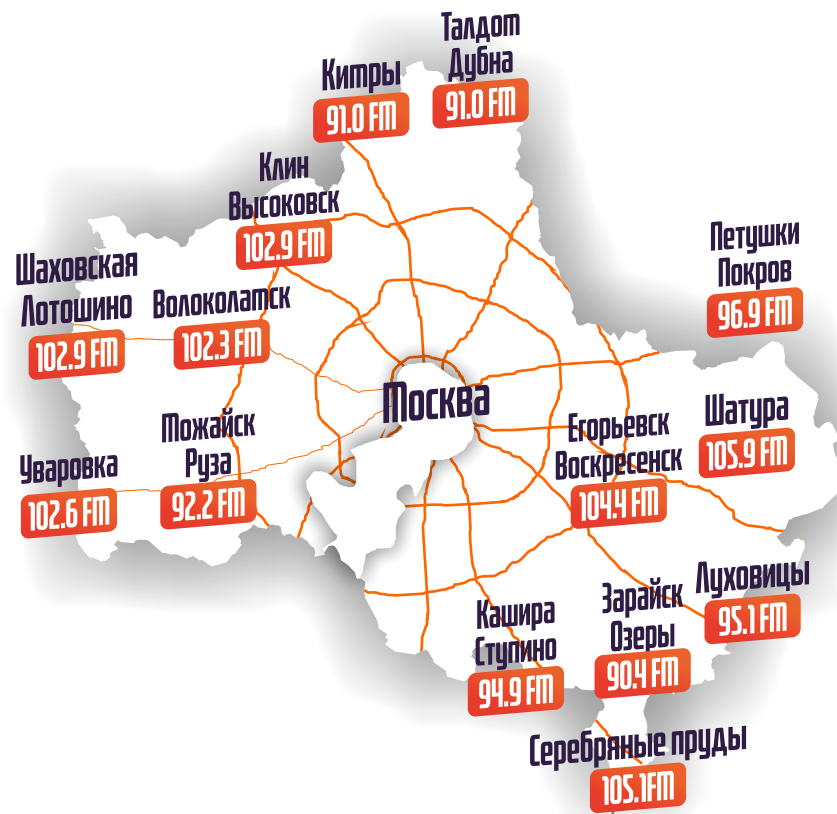 Талдом
Дубна
91.0 FM
Кимры
91.0 FM
Клин
Высоковск
102.9 FM
Петушки
Покров
96.9 FM
Шаховская
Лотошино
102.9 FM
Волоколамск
102.3 FM
Москва
Шатура
105.9 FM
Можайск
Руза
92.2 FM
Егорьевск
Воскресенск
104.4 FM
Уваровка
102.6 FM
Луховицы
95.1 FM
Зарайск
Озеры
90.4 FM
Кашира
Ступино
94.9 FM
Серебряные пруды
105.1FM